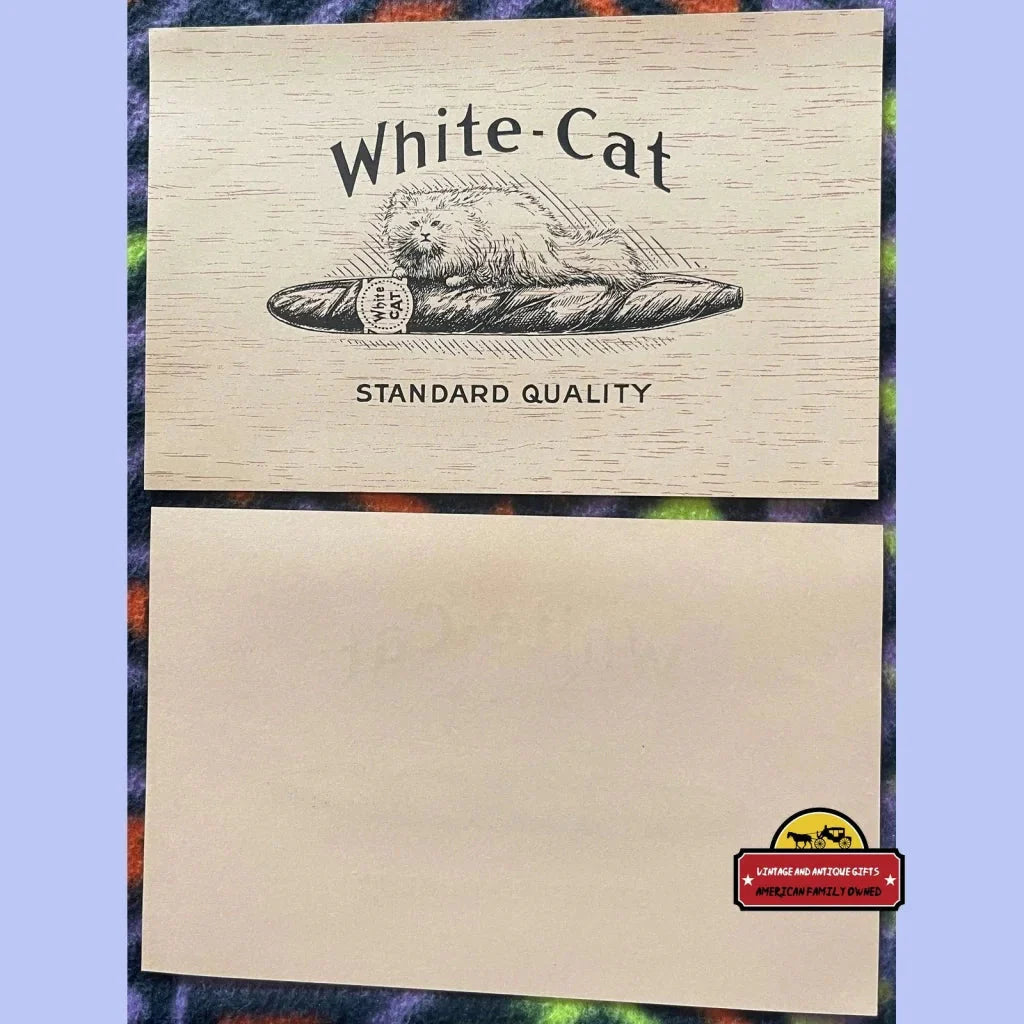 White-Cat
White
CAT
STANDARD QUALITY
VINTAGE AND ANTIQUE GIFTS
AMERICAN FAMILY OWNED